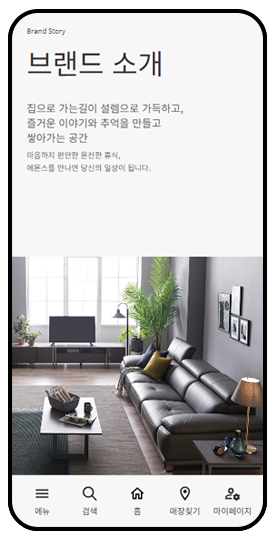 Brand Story
브랜드 소개
집으로 가는길이 설렘으로 가득하고,
즐거운 이야기와 추억을 만들고
쌓아가는 공간
마음까지 편안한 온전한 휴식,
에몬스를 만나면 당신의 일상이 됩니다.
메뉴 검색 홈 매장찾기 마이페이지